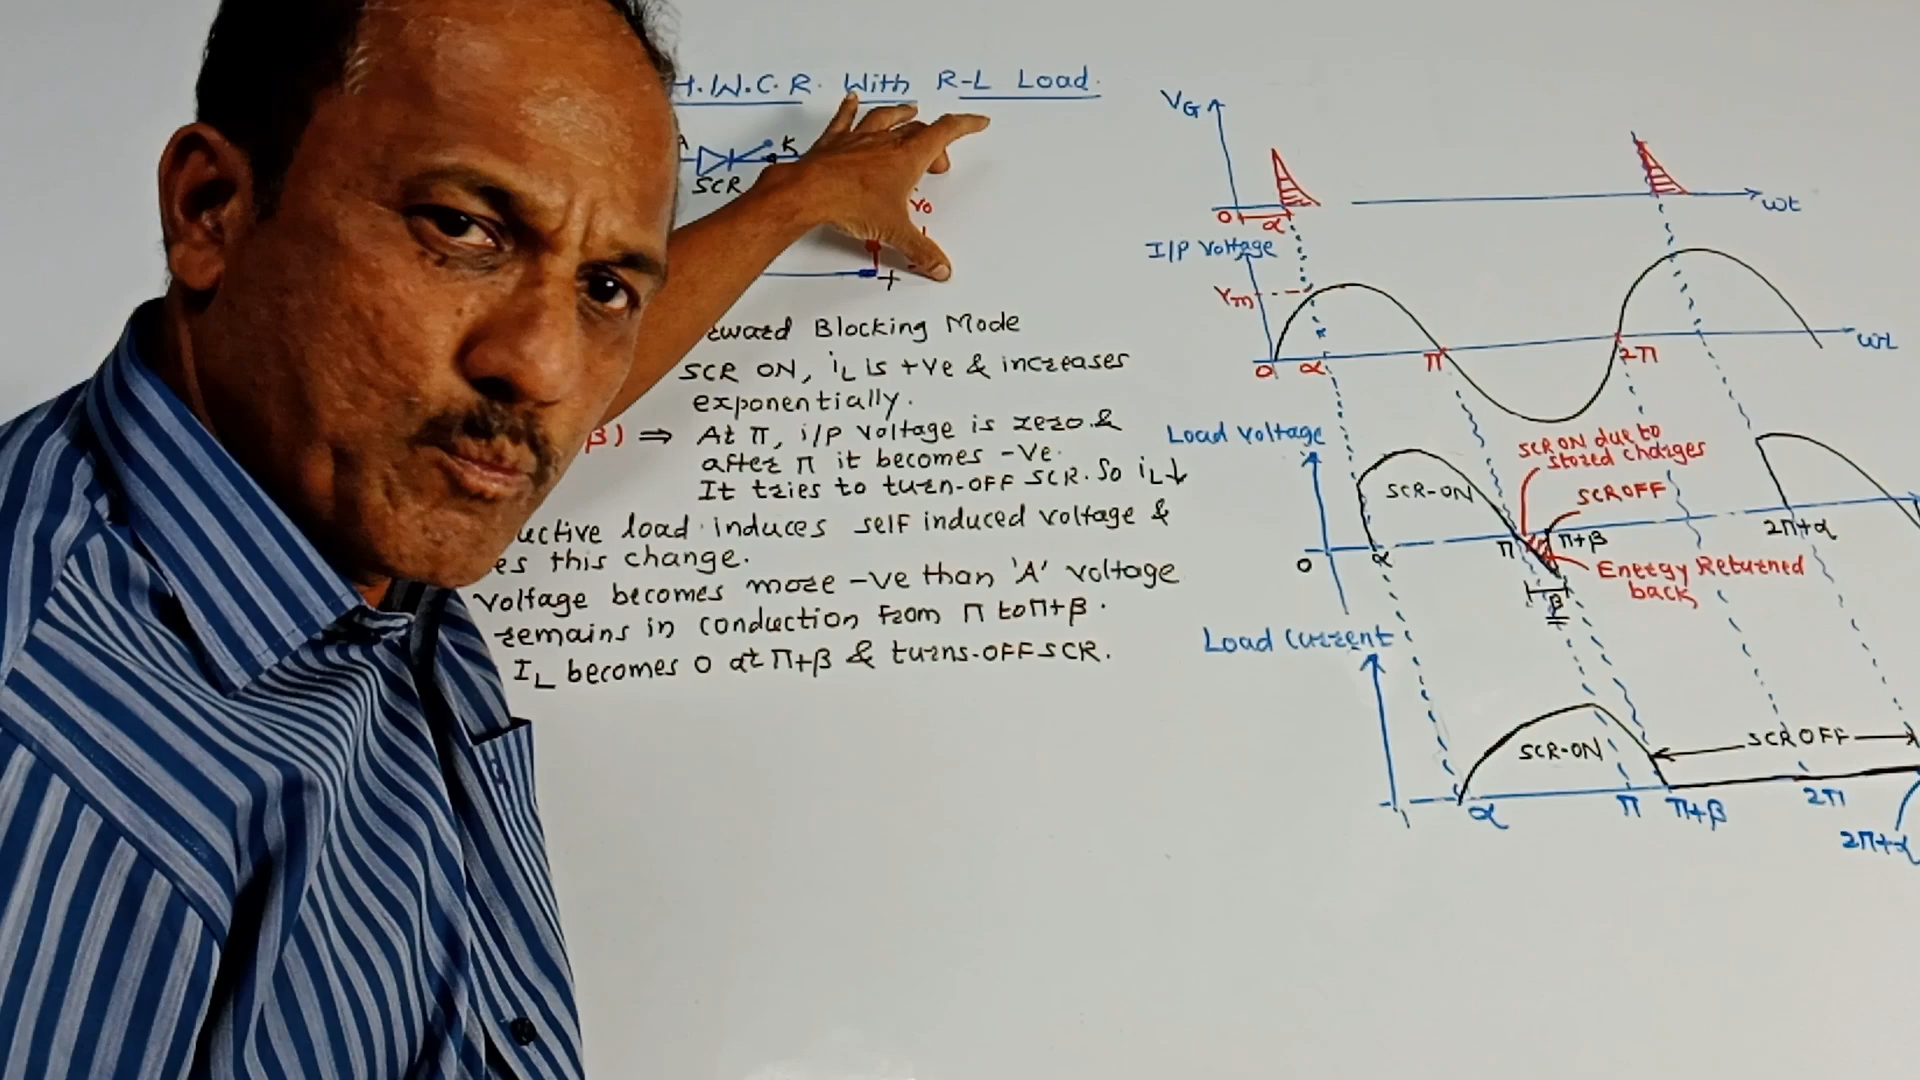 H.W.C.R. With R-L Load.
A
K
SCR
Vo
+
Blocking Mode
SCR ON, iL is +ve & increases
exponentially.
β) ⇒ At π, i/p voltage is zero &
after π it becomes -ve.
It tries to turn-OFF SCR. So iL↓
load induces self induced voltage &
this change.
voltage becomes more -ve than 'A' voltage
remains in conduction from π to π+β.
IL becomes 0 at π+β & turns-OFF SCR.
VG
0
α
ωt
I/P voltage
Vm
0
α
π
2π
ωt
Load voltage
SCR-ON
SCR ON due to
stored charges
SCR OFF
0
α
π
π+β
2π+α
Energy Returned
back
β
Load current
SCR-ON
SCR OFF
α
π
π+β
2π
2π+α